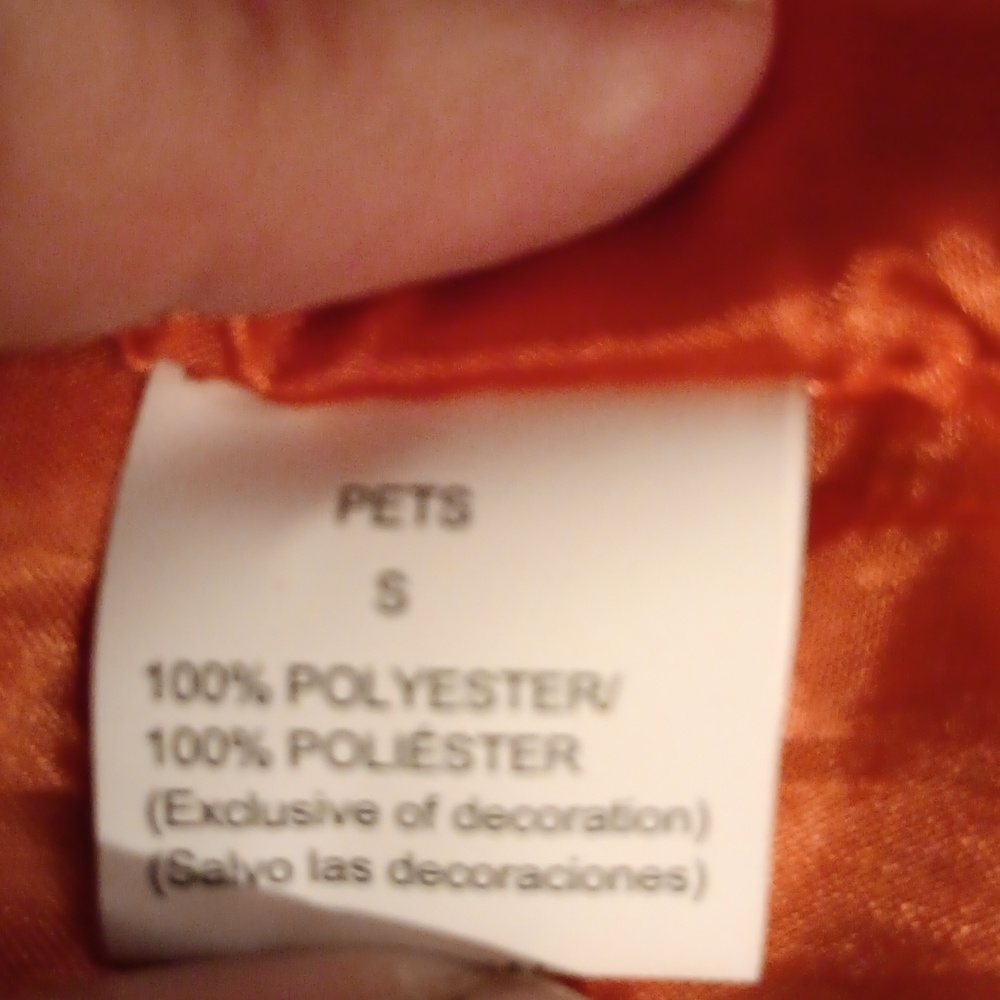 PETS
S
100% POLYESTER/
100% POLIÉSTER
(Exclusive of decoration)
(Salvo las decoraciones)